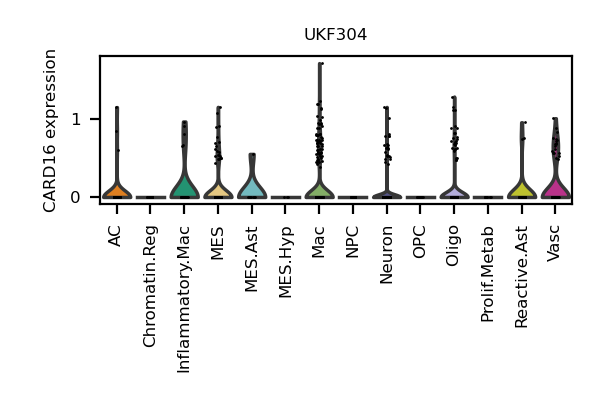 UKF304
CARD16 expression
1
0
AC
Chromatin.Reg
Inflammatory.Mac
MES
MES.Ast
MES.Hyp
Mac
NPC
Neuron
OPC
Oligo
Prolif.Metab
Reactive.Ast
Vasc